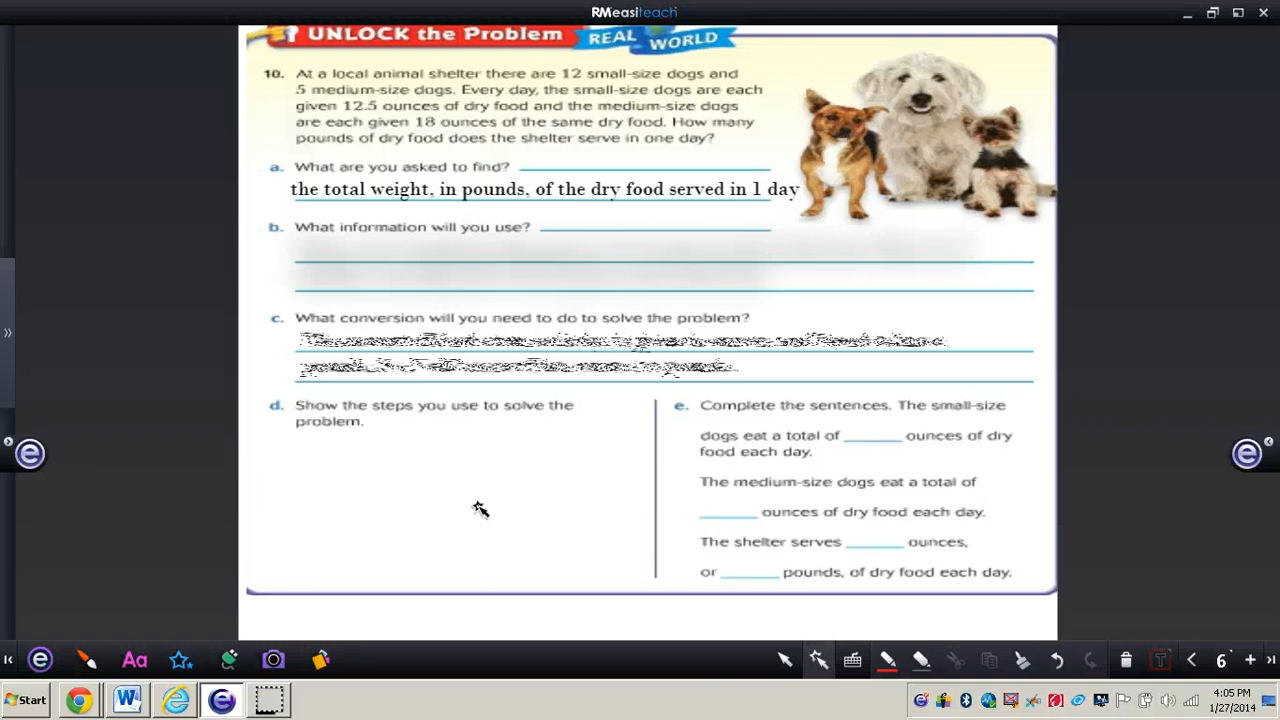 RMeasiteach
UNLOCK the Problem REAL WORLD
10. At a local animal shelter there are 12 small-size dogs and
5 medium-size dogs. Every day, the small-size dogs are each
given 12.5 ounces of dry food and the medium-size dogs
are each given 18 ounces of the same dry food. How many
pounds of dry food does the shelter serve in one day?
a. What are you asked to find?
the total weight, in pounds, of the dry food served in 1 day
b. What information will you use?
c. What conversion will you need to do to solve the problem?
d. Show the steps you use to solve the
problem.
e. Complete the sentences. The small-size
dogs eat a total of ounces of dry
food each day.
The medium-size dogs eat a total of
ounces of dry food each day.
The shelter serves ounces,
or pounds, of dry food each day.
Aa
T
6
Start
4:05 PM
1/27/2014